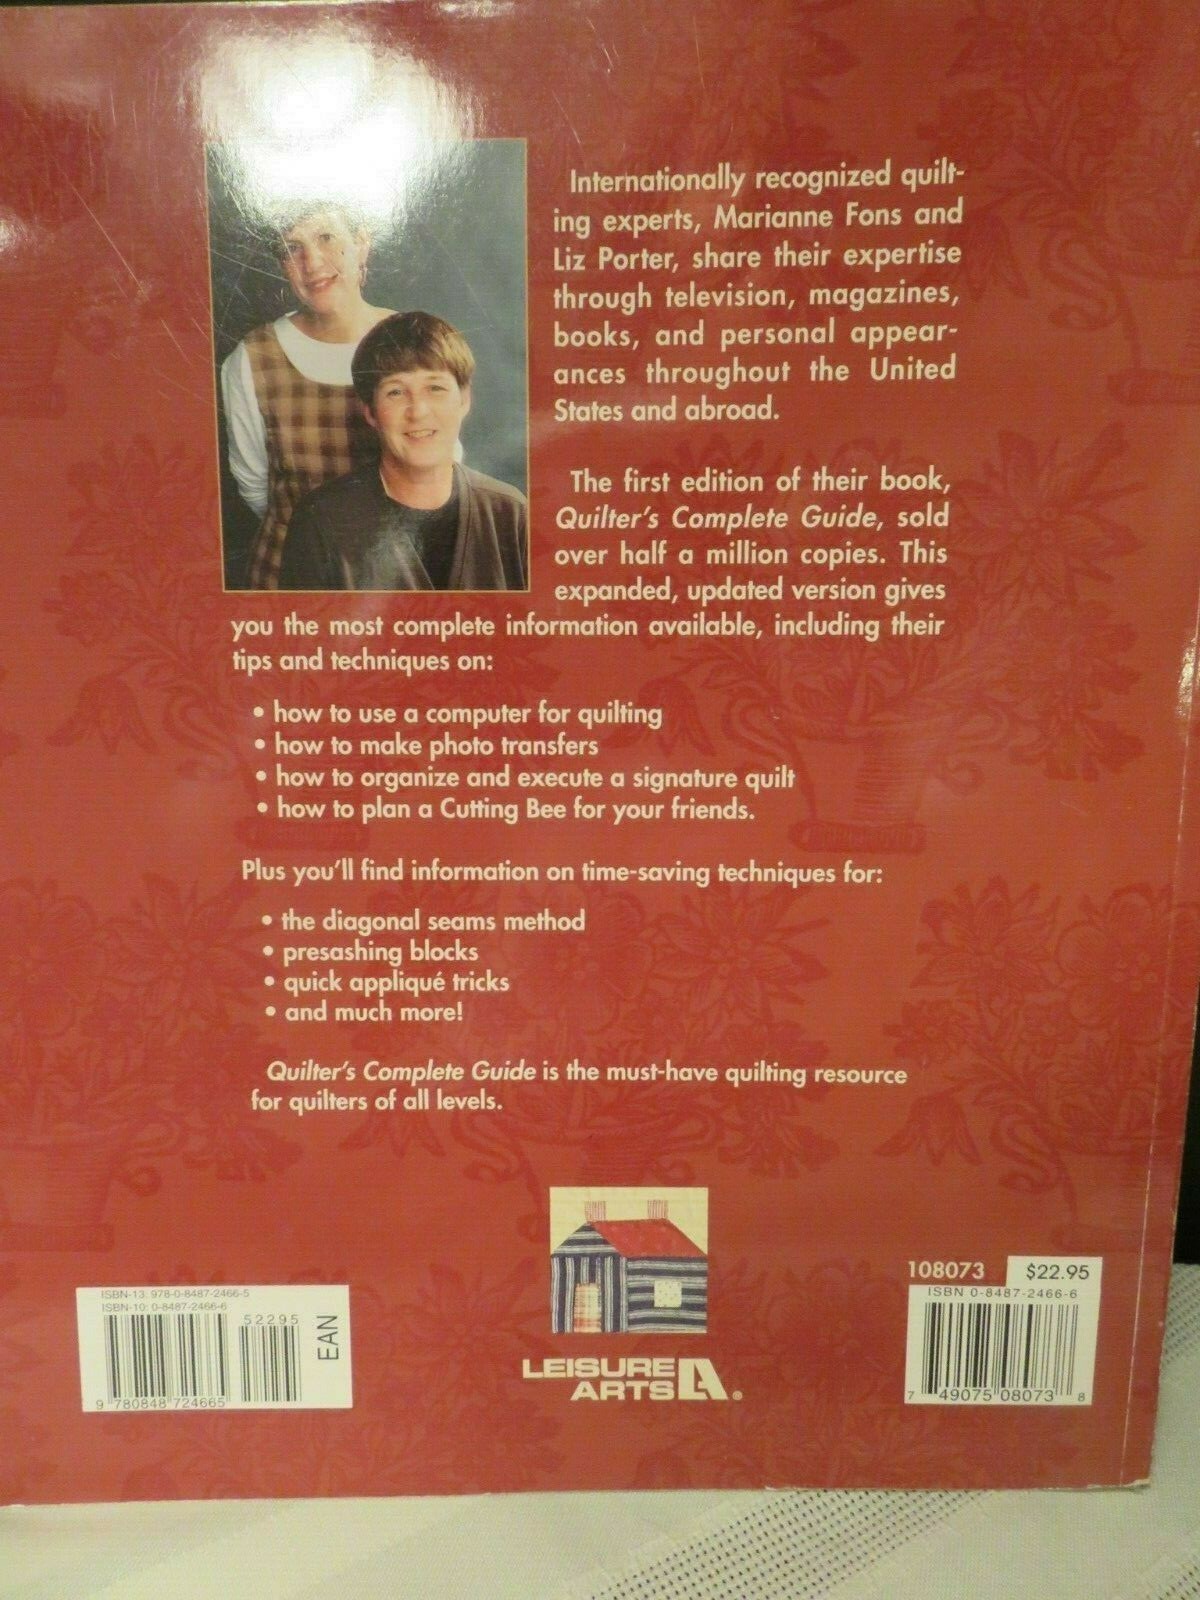 Internationally recognized quilt-
ing experts, Marianne Fons and
Liz Porter, share their expertise
through television, magazines,
books, and personal appear-
ances throughout the United
States and abroad.
The first edition of their book,
Quilter's Complete Guide, sold
over half a million copies. This
expanded, updated version gives
you the most complete information available, including their
tips and techniques on:
• how to use a computer for quilting
• how to make photo transfers
• how to organize and execute a signature quilt
• how to plan a Cutting Bee for your friends.
Plus you'll find information on time-saving techniques for:
• the diagonal seams method
• presashing blocks
• quick appliqué tricks
• and much more!
Quilter's Complete Guide is the must-have quilting resource
for quilters of all levels.
ISBN-13: 978-0-8487-2466-5
ISBN-10: 0-8487-2466-6
52295
EAN
9 780848 724665
LEISURE
ARTS LA®
108073 $22.95
ISBN 0-8487-2466-6
7 49075 08073 8